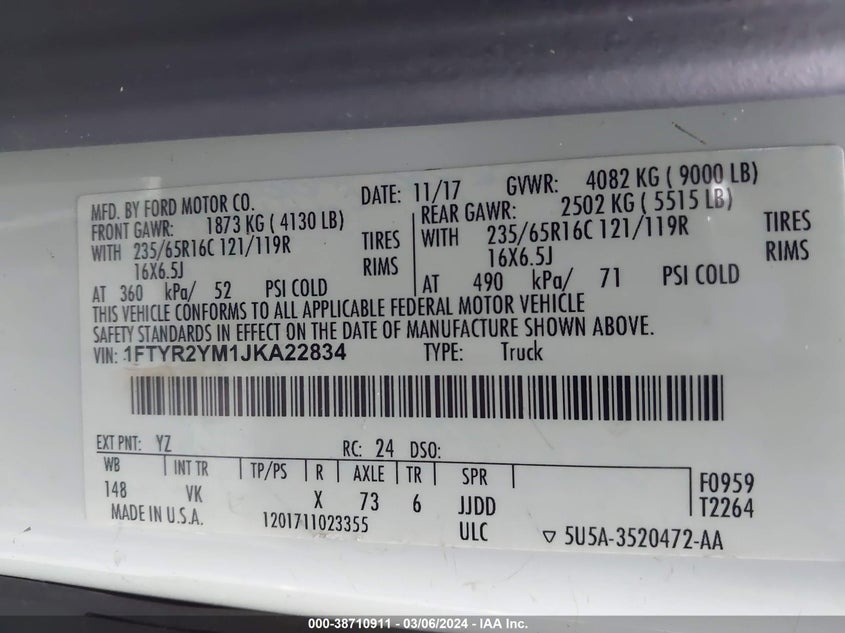 MFD. BY FORD MOTOR CO. DATE: 11/17 GVWR: 4082 KG ( 9000 LB)
FRONT GAWR: 1873 KG ( 4130 LB) REAR GAWR: 2502 KG ( 5515 LB)
WITH 235/65R16C 121/119R TIRES WITH 235/65R16C 121/119R TIRES
16X6.5J RIMS 16X6.5J RIMS
AT 360 kPa/ 52 PSI COLD AT 490 kPa/ 71 PSI COLD
THIS VEHICLE CONFORMS TO ALL APPLICABLE FEDERAL MOTOR VEHICLE
SAFETY STANDARDS IN EFFECT ON THE DATE OF MANUFACTURE SHOWN ABOVE.
VIN: 1FTYR2YM1JKA22834 TYPE: Truck
EXT PNT: YZ RC: 24 DSO:
WB INT TR TP/PS R AXLE TR SPR F0959
148 VK X 73 6 JJDD T2264
MADE IN U.S.A. 1201711023355 ULC ▽ 5U5A-3520472-AA
000-38710911 - 03/06/2024 - IAA Inc.